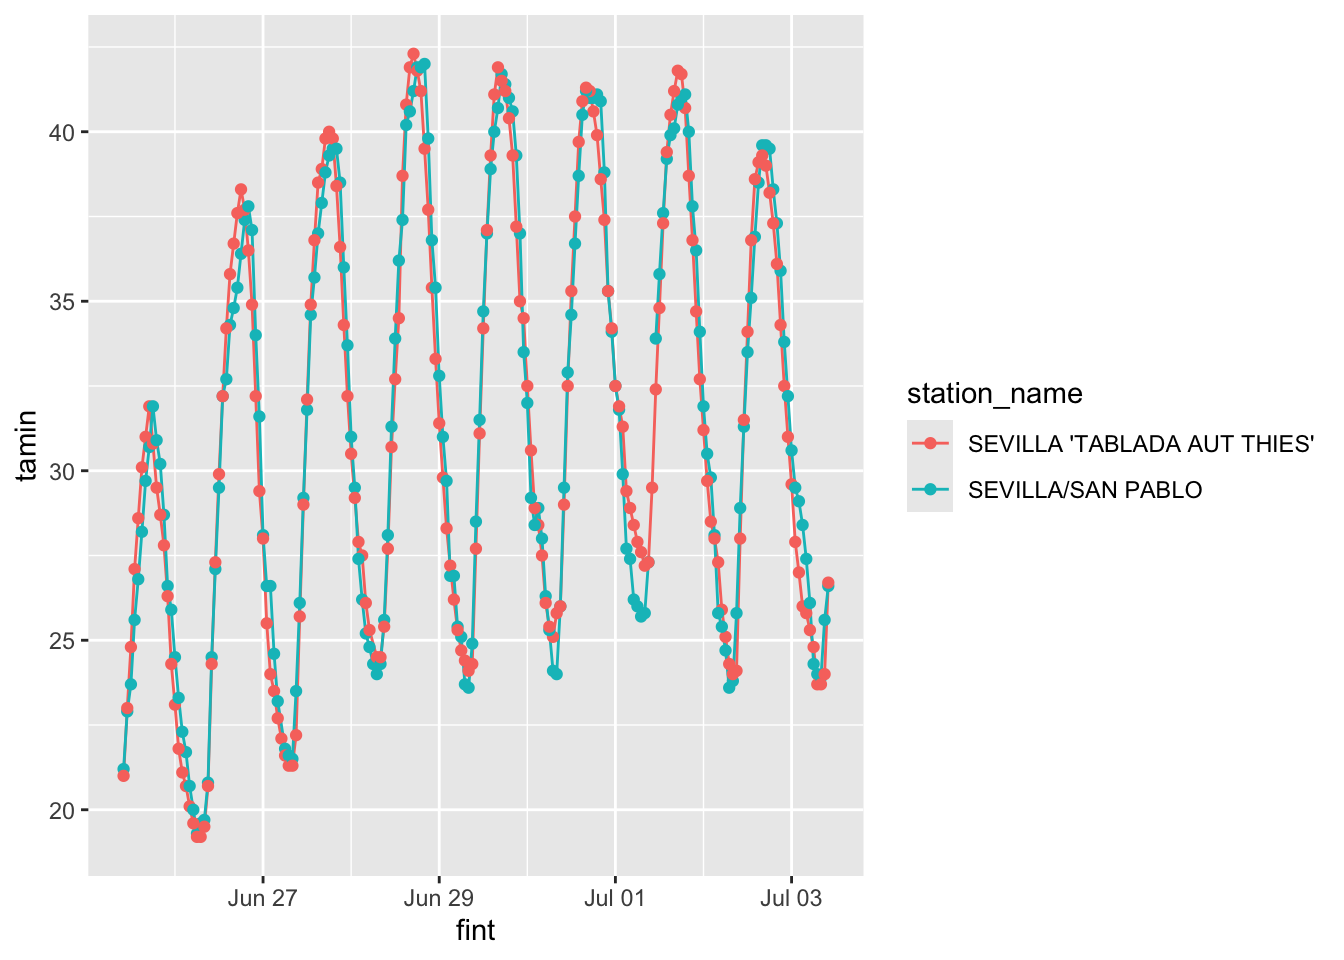 40
35
30
25
20
tamin
Jun 27
Jun 29
Jul 01
Jul 03
fint
station_name
SEVILLA 'TABLADA AUT THIES'
SEVILLA/SAN PABLO